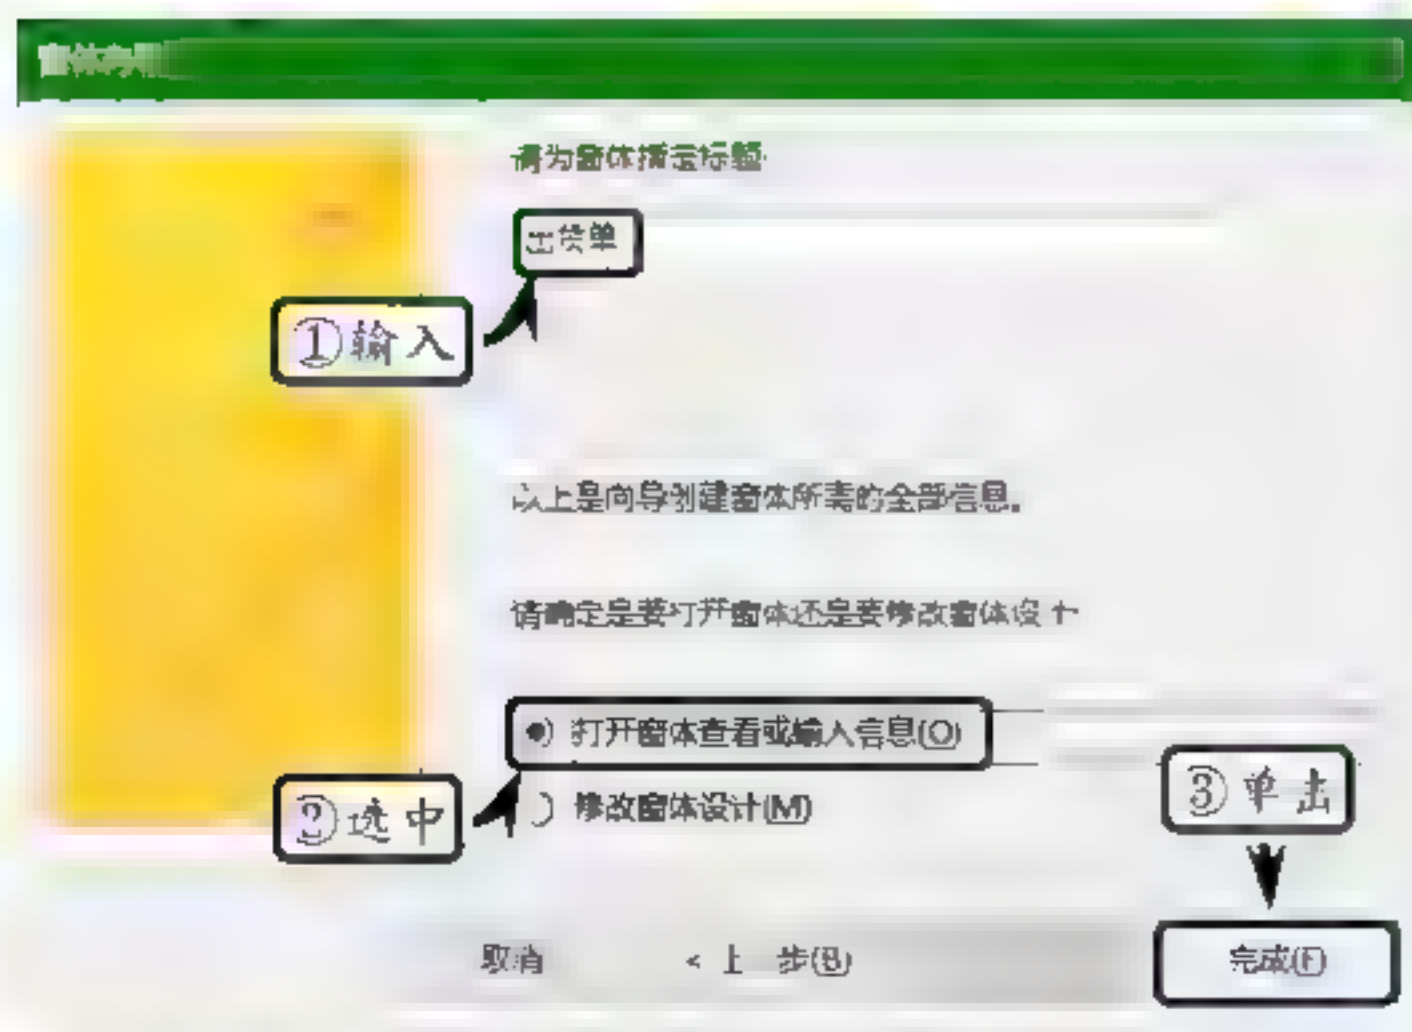 窗体向导
请为窗体指定标题:
出货单
①输入
以上是向导创建窗体所需的全部信息。
请确定是要打开窗体还是要修改窗体设计
打开窗体查看或输入信息(O)
②选中
修改窗体设计(M)
③单击
取消
< 上一步(B)
完成(F)